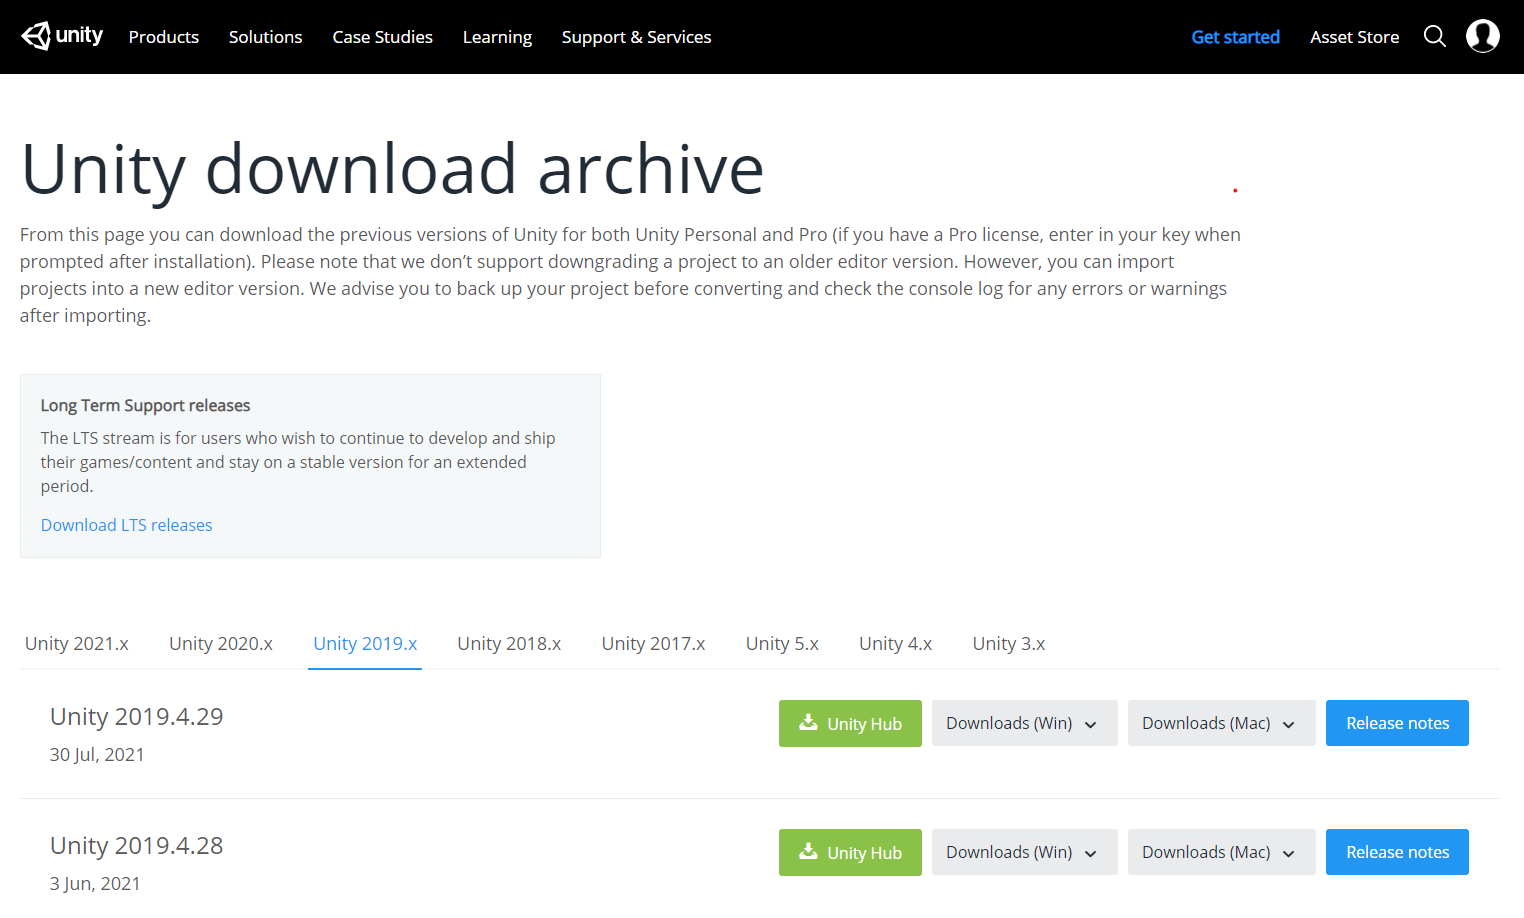 unity Products Solutions Case Studies Learning Support & Services Get started Asset Store
Unity download archive
From this page you can download the previous versions of Unity for both Unity Personal and Pro (if you have a Pro license, enter in your key when
prompted after installation). Please note that we don’t support downgrading a project to an older editor version. However, you can import
projects into a new editor version. We advise you to back up your project before converting and check the console log for any errors or warnings
after importing.
Long Term Support releases
The LTS stream is for users who wish to continue to develop and ship
their games/content and stay on a stable version for an extended
period.
Download LTS releases
Unity 2021.x Unity 2020.x Unity 2019.x Unity 2018.x Unity 2017.x Unity 5.x Unity 4.x Unity 3.x
Unity 2019.4.29 Unity Hub Downloads (Win) Downloads (Mac) Release notes
30 Jul, 2021
Unity 2019.4.28 Unity Hub Downloads (Win) Downloads (Mac) Release notes
3 Jun, 2021